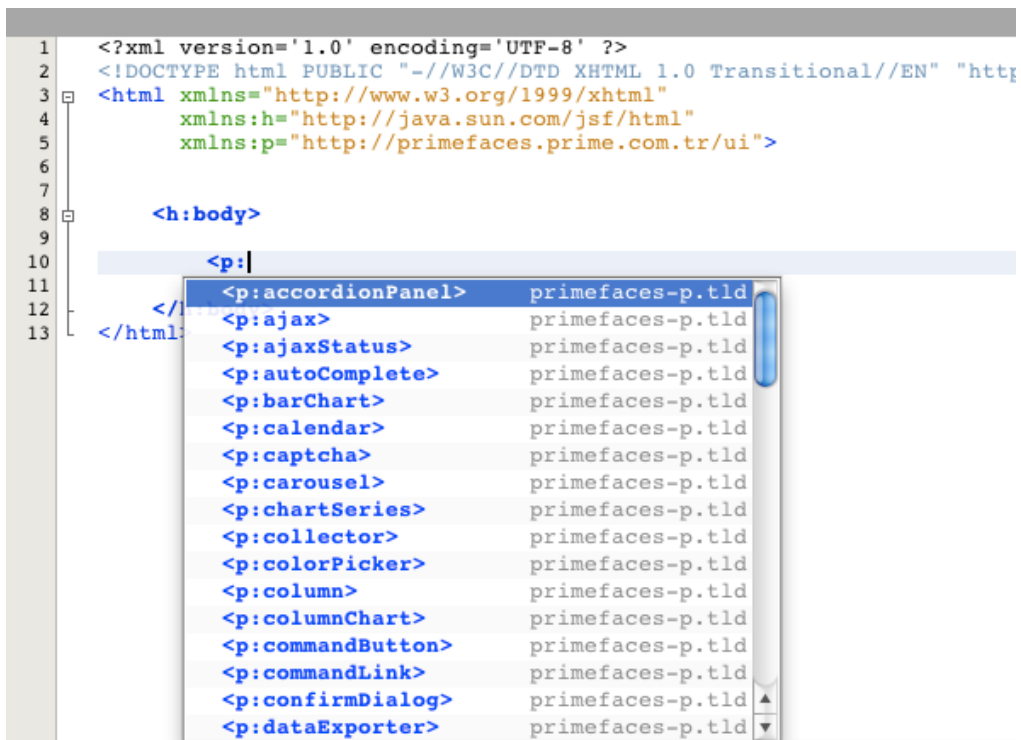 1 <?xml version='1.0' encoding='UTF-8' ?>
2 <!DOCTYPE html PUBLIC "-//W3C//DTD XHTML 1.0 Transitional//EN" "http
3 <html xmlns="http://www.w3.org/1999/xhtml"
4 xmlns:h="http://java.sun.com/jsf/html"
5 xmlns:p="http://primefaces.prime.com.tr/ui">
6
7
8 <h:body>
9
10 <p:
11
12 </h:body>
13 </html>
<p:accordionPanel> primefaces-p.tld
<p:ajax> primefaces-p.tld
<p:ajaxStatus> primefaces-p.tld
<p:autoComplete> primefaces-p.tld
<p:barChart> primefaces-p.tld
<p:calendar> primefaces-p.tld
<p:captcha> primefaces-p.tld
<p:carousel> primefaces-p.tld
<p:chartSeries> primefaces-p.tld
<p:collector> primefaces-p.tld
<p:colorPicker> primefaces-p.tld
<p:column> primefaces-p.tld
<p:columnChart> primefaces-p.tld
<p:commandButton> primefaces-p.tld
<p:commandLink> primefaces-p.tld
<p:confirmDialog> primefaces-p.tld
<p:dataExporter> primefaces-p.tld